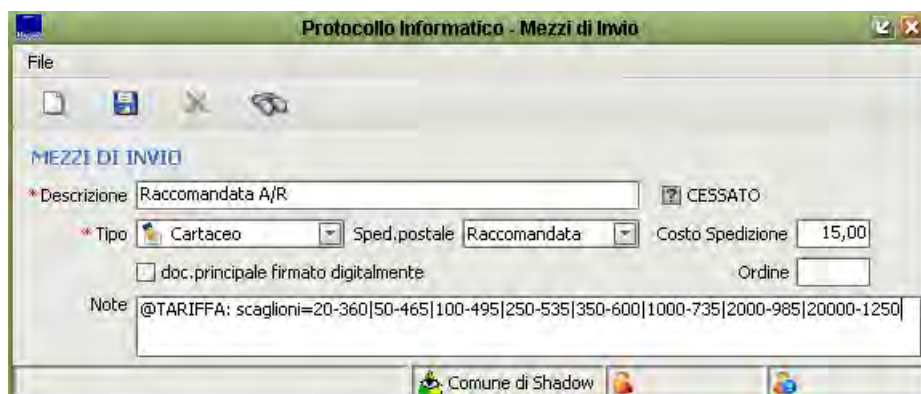 Protocollo Informatico - Mezzi di Invio
File
MEZZI DI INVIO
*Descrizione Raccomandata A/R ? CESSATO
* Tipo Cartaceo Sped.postale Raccomandata Costo Spedizione 15,00
doc.principale firmato digitalmente Ordine
Note @TARIFFA: scaglioni=20-360|50-465|100-495|250-535|350-600|1000-735|2000-985|20000-1250
Comune di Shadow